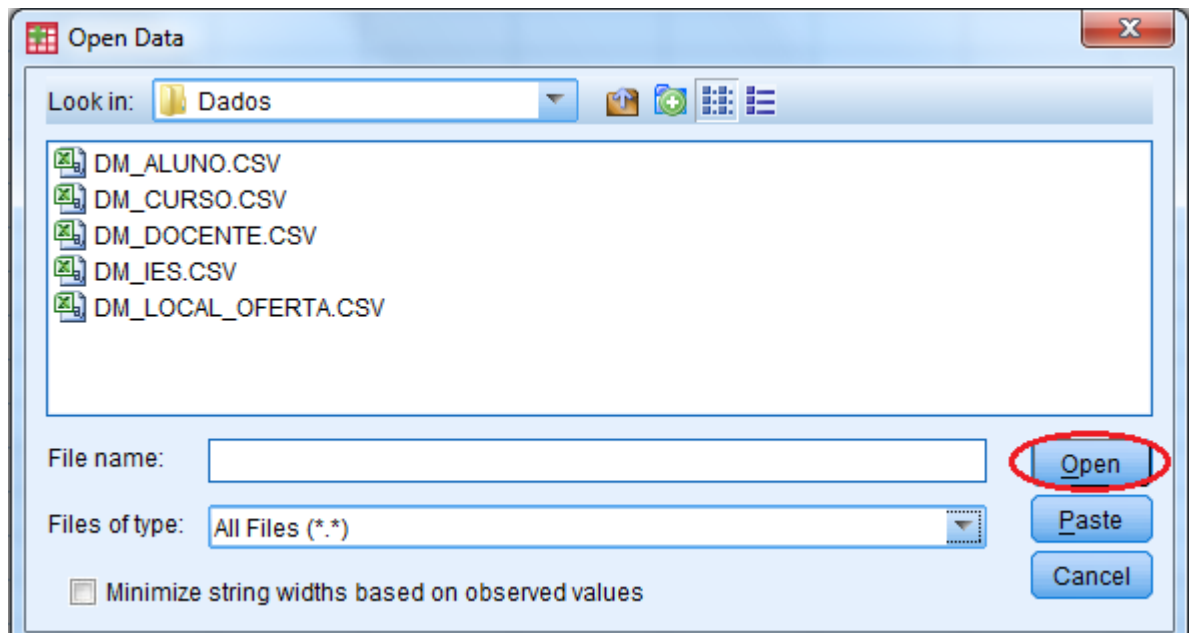 Open Data
Look in: Dados
DM_ALUNO.CSV
DM_CURSO.CSV
DM_DOCENTE.CSV
DM_IES.CSV
DM_LOCAL_OFERTA.CSV
File name: Open
Files of type: All Files (*.*) Paste
Minimize string widths based on observed values Cancel